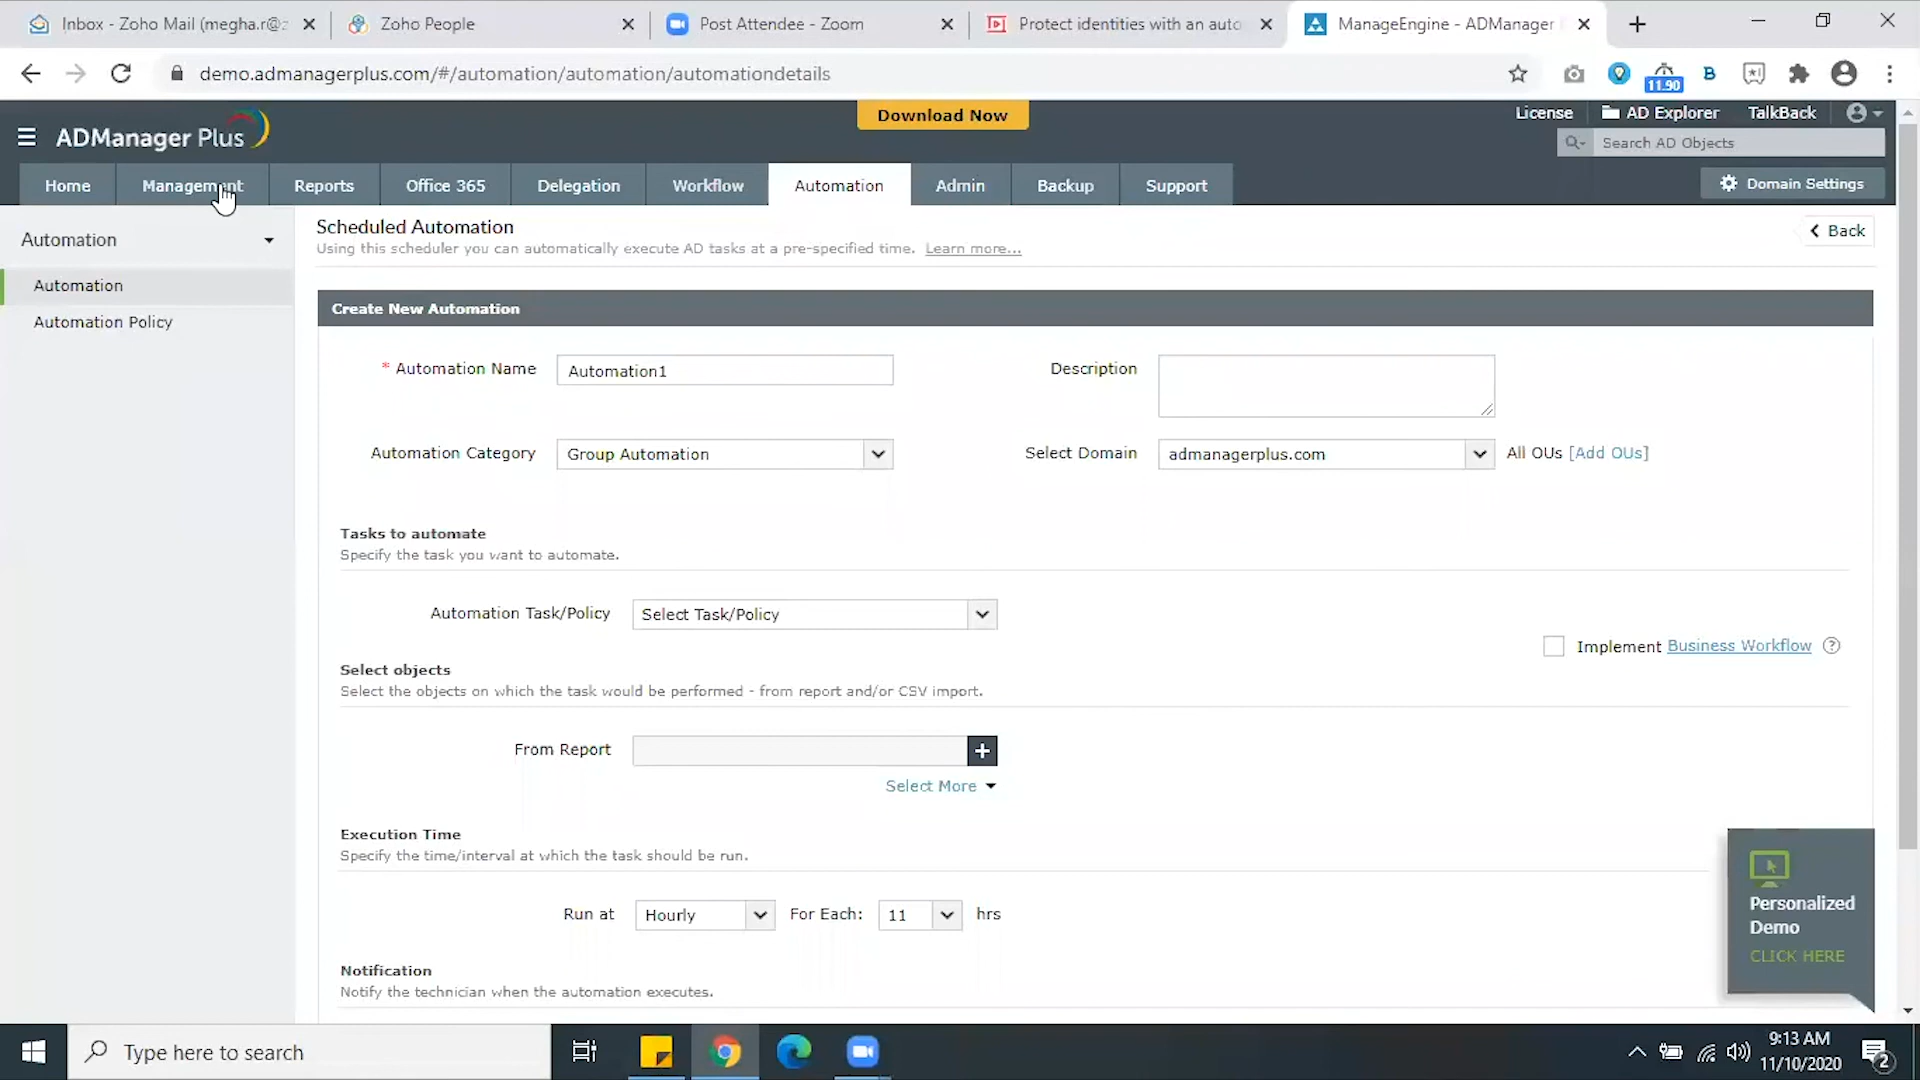 Inbox - Zoho Mail (megha.r@z
Zoho People
Post Attendee - Zoom
Protect identities with an auto
ManageEngine - ADManager
demo.admanagerplus.com/#/automation/automation/automationdetails
11.90
ADManager Plus
Download Now
License
AD Explorer
TalkBack
Search AD Objects
Home
Management
Reports
Office 365
Delegation
Workflow
Automation
Admin
Backup
Support
Domain Settings
Automation
Automation
Automation Policy
Scheduled Automation
Using this scheduler you can automatically execute AD tasks at a pre-specified time. Learn more...
Back
Create New Automation
* Automation Name
Automation1
Description
Automation Category
Group Automation
Select Domain
admanagerplus.com
All OUs [Add OUs]
Tasks to automate
Specify the task you want to automate.
Automation Task/Policy
Select Task/Policy
Implement Business Workflow ?
Select objects
Select the objects on which the task would be performed - from report and/or CSV import.
From Report
+
Select More
Execution Time
Specify the time/interval at which the task should be run.
Run at
Hourly
For Each:
11
hrs
Notification
Notify the technician when the automation executes.
Personalized
Demo
CLICK HERE
Type here to search
9:13 AM
11/10/2020
2